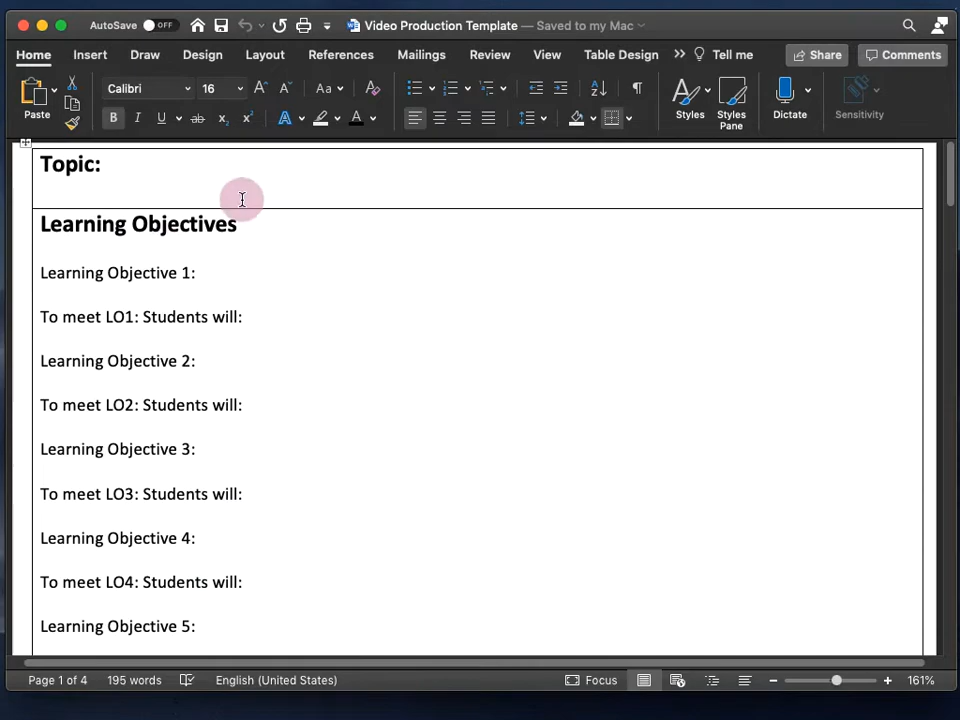 AutoSave OFF Video Production Template — Saved to my Mac
Home Insert Draw Design Layout References Mailings Review View Table Design Tell me Share Comments
Calibri 16 Aa
Paste B I U ab x₂ x² A A Styles Styles Pane Dictate Sensitivity
Topic:
Learning Objectives
Learning Objective 1:
To meet LO1: Students will:
Learning Objective 2:
To meet LO2: Students will:
Learning Objective 3:
To meet LO3: Students will:
Learning Objective 4:
To meet LO4: Students will:
Learning Objective 5:
Page 1 of 4 195 words English (United States) Focus 161%